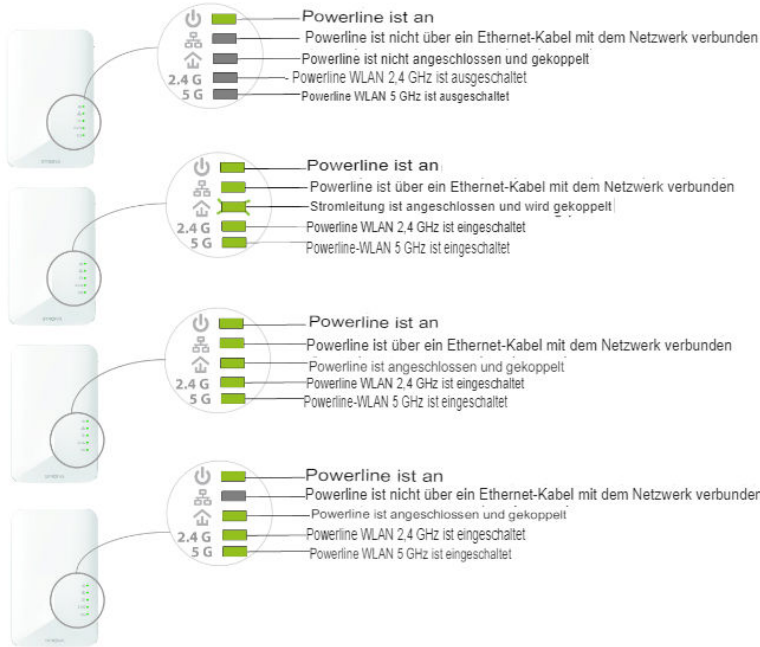 Powerline ist an
Powerline ist nicht über ein Ethernet-Kabel mit dem Netzwerk verbunden
Powerline ist nicht angeschlossen und gekoppelt
2.4 G Powerline WLAN 2,4 GHz ist ausgeschaltet
5 G Powerline WLAN 5 GHz ist ausgeschaltet
Powerline ist an
Powerline ist über ein Ethernet-Kabel mit dem Netzwerk verbunden
Stromleitung ist angeschlossen und wird gekoppelt
2.4 G Powerline WLAN 2,4 GHz ist eingeschaltet
5 G Powerline-WLAN 5 GHz ist eingeschaltet
Powerline ist an
Powerline ist über ein Ethernet-Kabel mit dem Netzwerk verbunden
Powerline ist angeschlossen und gekoppelt
2.4 G Powerline WLAN 2,4 GHz ist eingeschaltet
5 G Powerline-WLAN 5 GHz ist eingeschaltet
Powerline ist an
Powerline ist nicht über ein Ethernet-Kabel mit dem Netzwerk verbunden
Powerline ist angeschlossen und gekoppelt
2.4 G Powerline WLAN 2,4 GHz ist eingeschaltet
5 G Powerline WLAN 5 GHz ist eingeschaltet